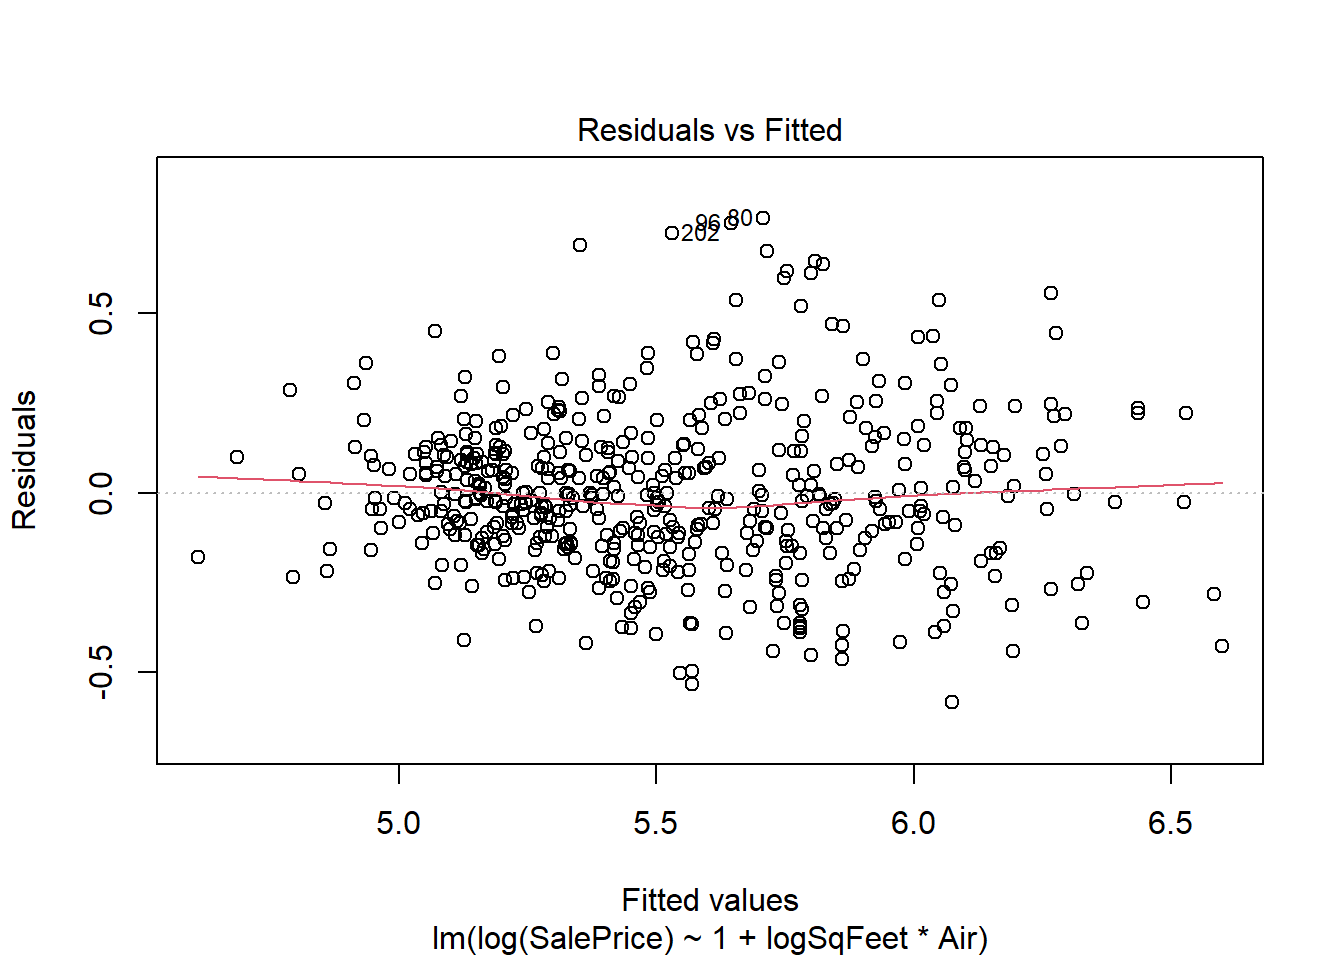 Residuals vs Fitted
96 80
202
Residuals
0.5
0.0
-0.5
5.0 5.5 6.0 6.5
Fitted values
lm(log(SalePrice) ~ 1 + logSqFeet * Air)